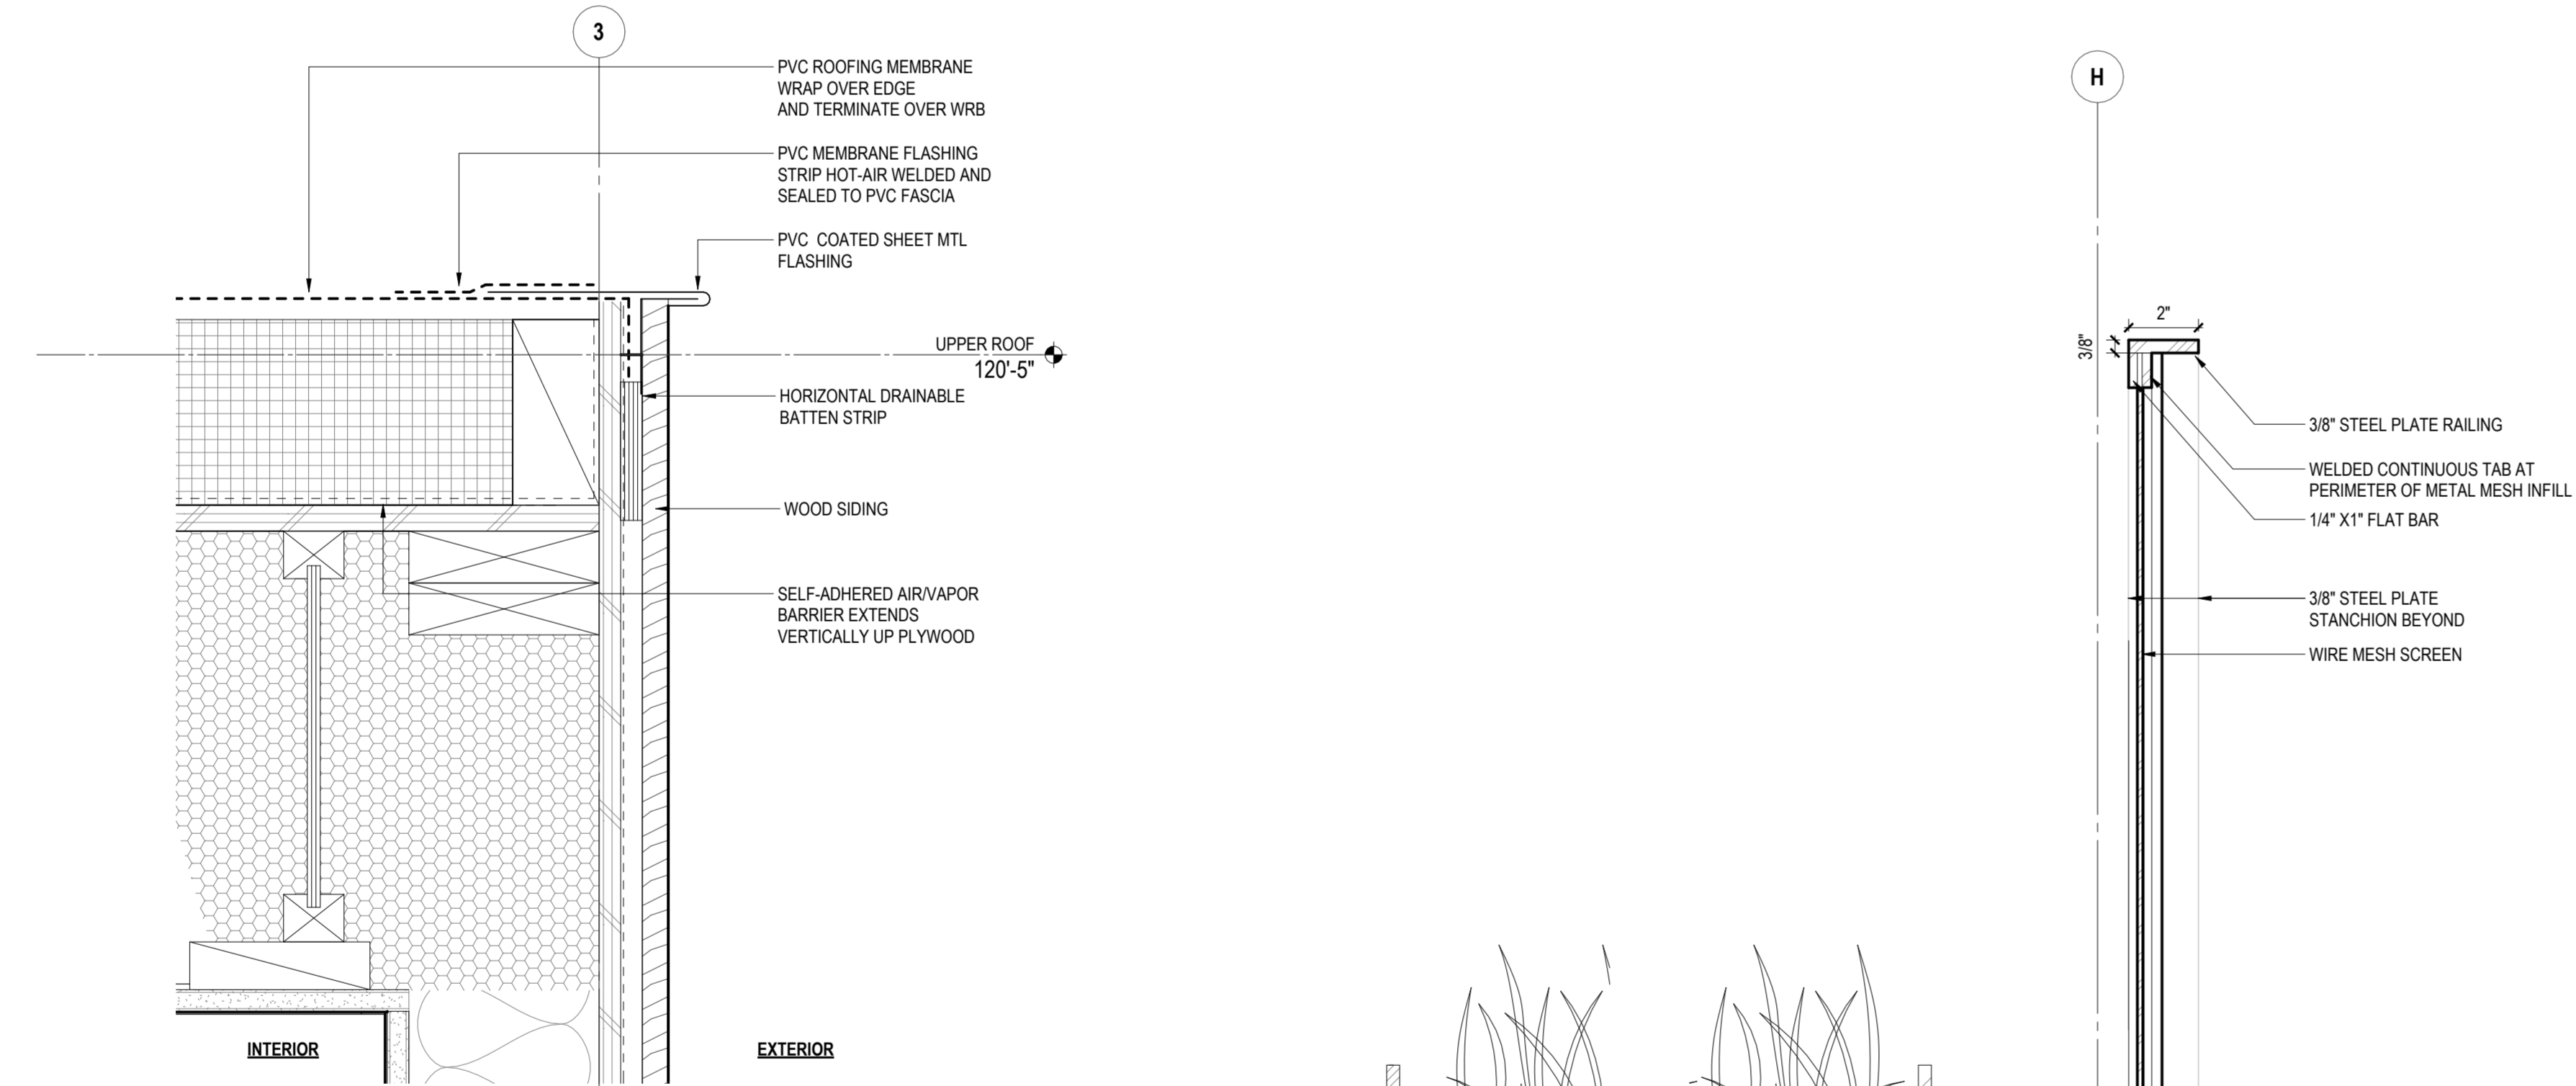 3
PVC ROOFING MEMBRANE
WRAP OVER EDGE
AND TERMINATE OVER WRB
PVC MEMBRANE FLASHING
STRIP HOT-AIR WELDED AND
SEALED TO PVC FASCIA
PVC COATED SHEET MTL
FLASHING
UPPER ROOF
120'-5"
HORIZONTAL DRAINABLE
BATTEN STRIP
WOOD SIDING
SELF-ADHERED AIR/VAPOR
BARRIER EXTENDS
VERTICALLY UP PLYWOOD
INTERIOR
EXTERIOR
H
2"
3/8"
3/8" STEEL PLATE RAILING
WELDED CONTINUOUS TAB AT
PERIMETER OF METAL MESH INFILL
1/4" X1" FLAT BAR
3/8" STEEL PLATE
STANCHION BEYOND
WIRE MESH SCREEN